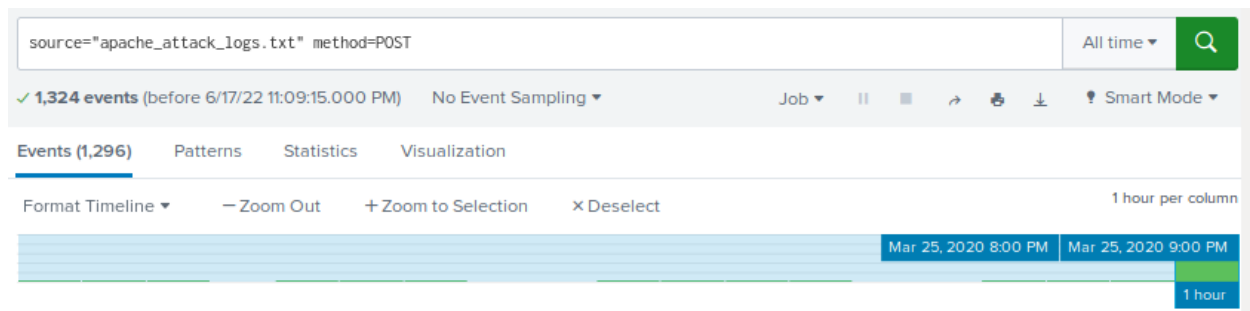 source="apache_attack_logs.txt" method=POST All time
1,324 events (before 6/17/22 11:09:15.000 PM) No Event Sampling Job Smart Mode
Events (1,296) Patterns Statistics Visualization
Format Timeline — Zoom Out + Zoom to Selection × Deselect 1 hour per column
Mar 25, 2020 8:00 PM Mar 25, 2020 9:00 PM
1 hour